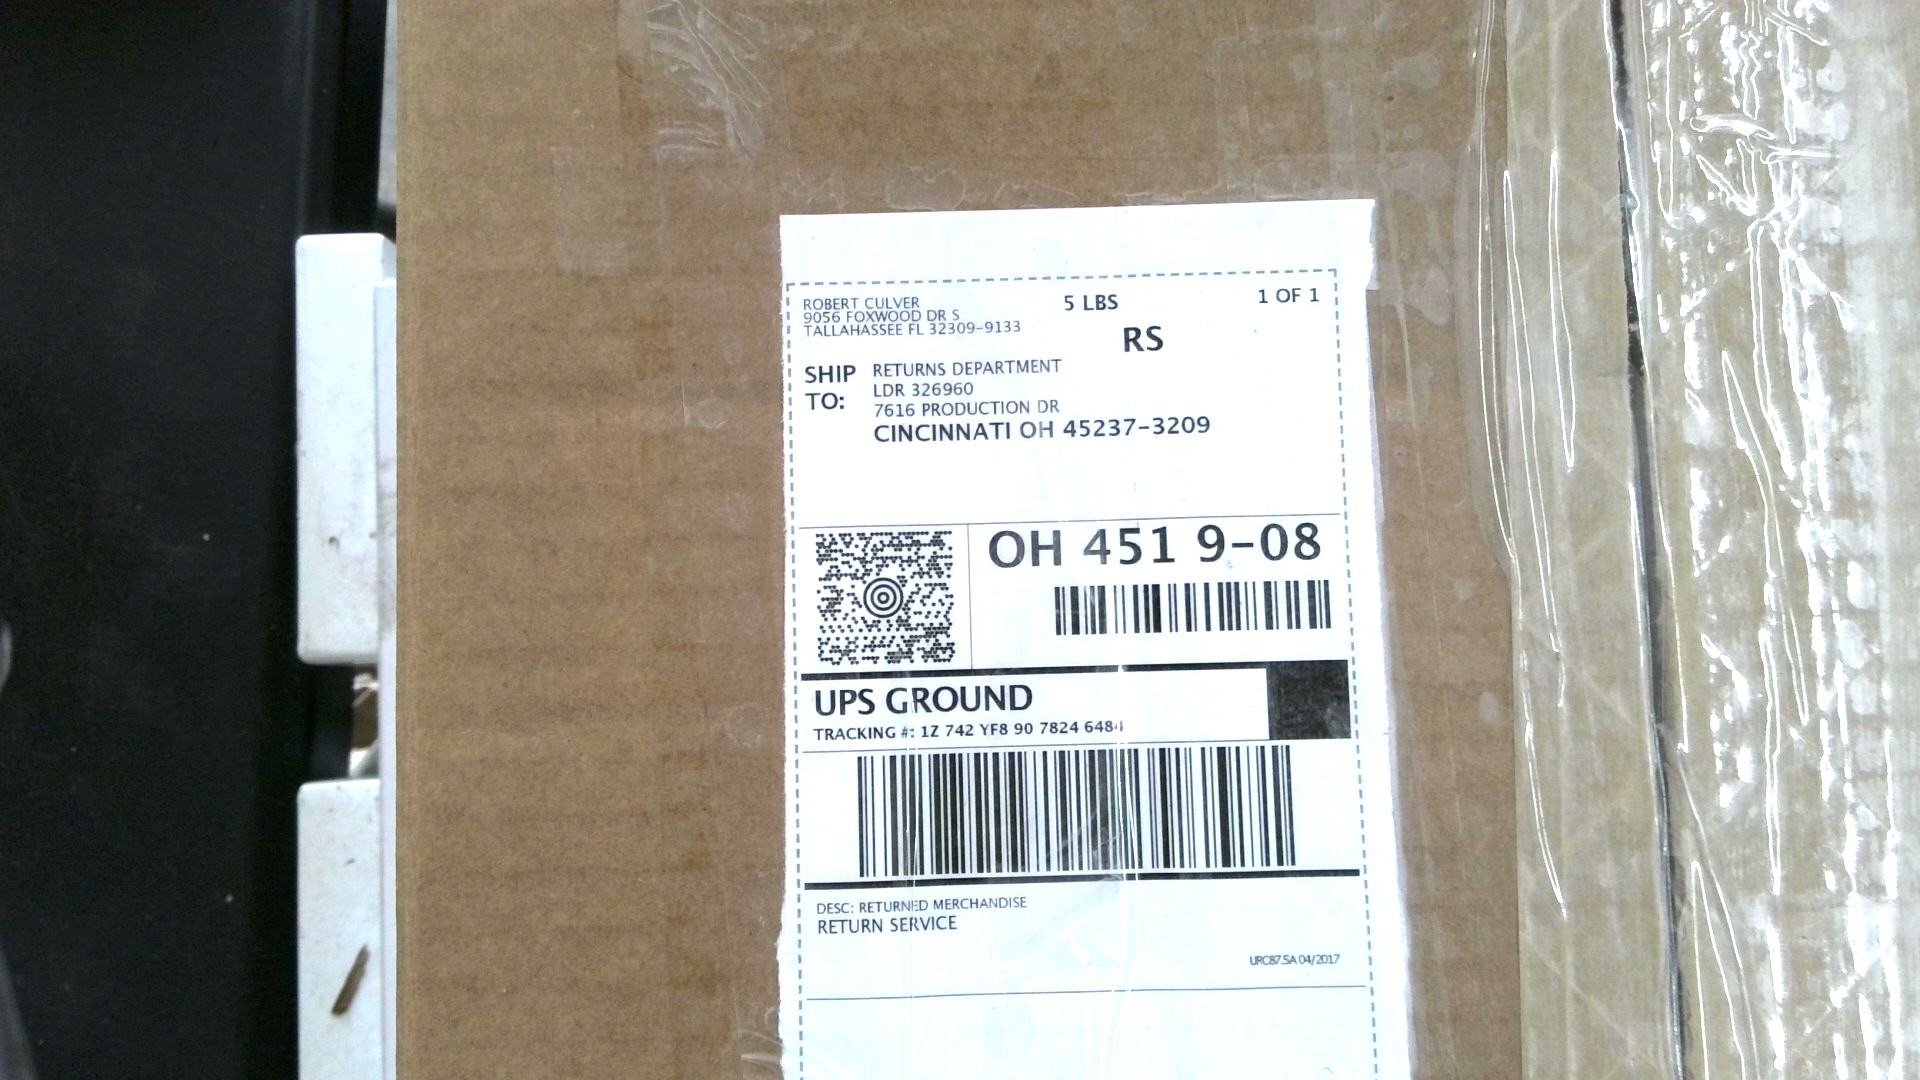 ROBERT CULVER
9056 FOXWOOD DR S
TALLAHASSEE FL 32309-9133
5 LBS
1 OF 1
RS
SHIP TO:
RETURNS DEPARTMENT
LDR 326960
7616 PRODUCTION DR
CINCINNATI OH 45237-3209
OH 451 9-08
UPS GROUND
TRACKING #: 1Z 742 YF8 90 7824 6484
DESC: RETURNED MERCHANDISE
RETURN SERVICE
URC87.5A 04/2017